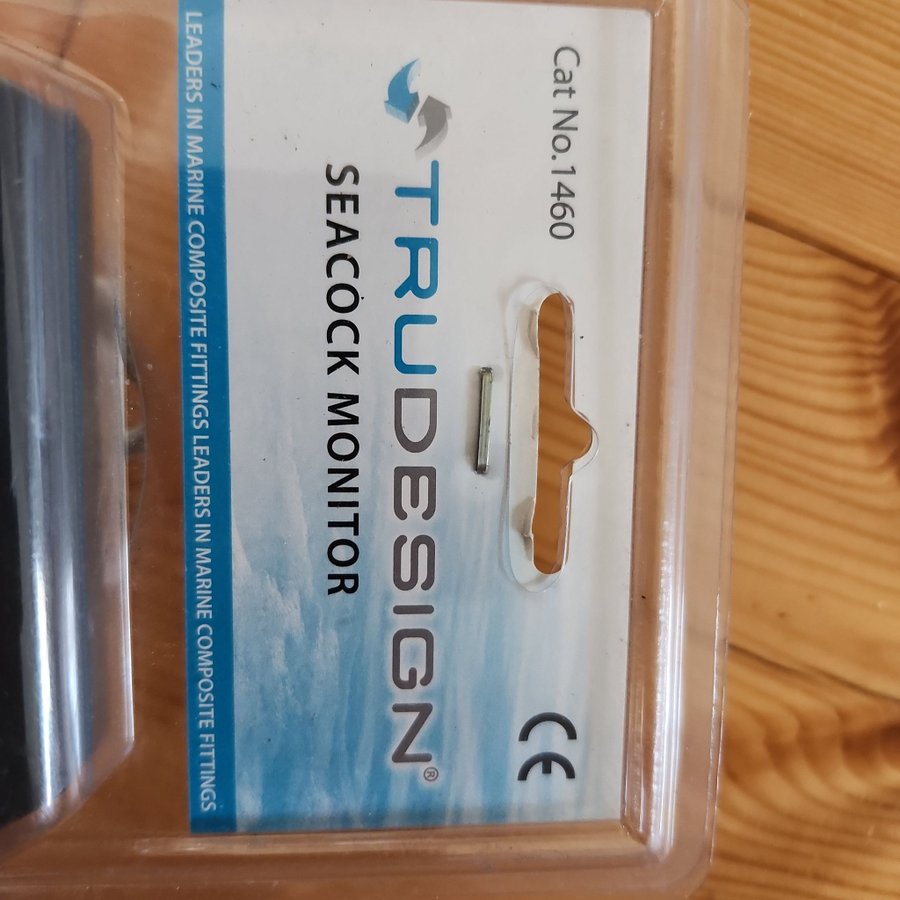 Cat No.1460
CE
TRUDESIGN®
SEACOCK MONITOR
LEADERS IN MARINE COMPOSITE FITTINGS LEADERS IN MARINE COMPOSITE FITTINGS